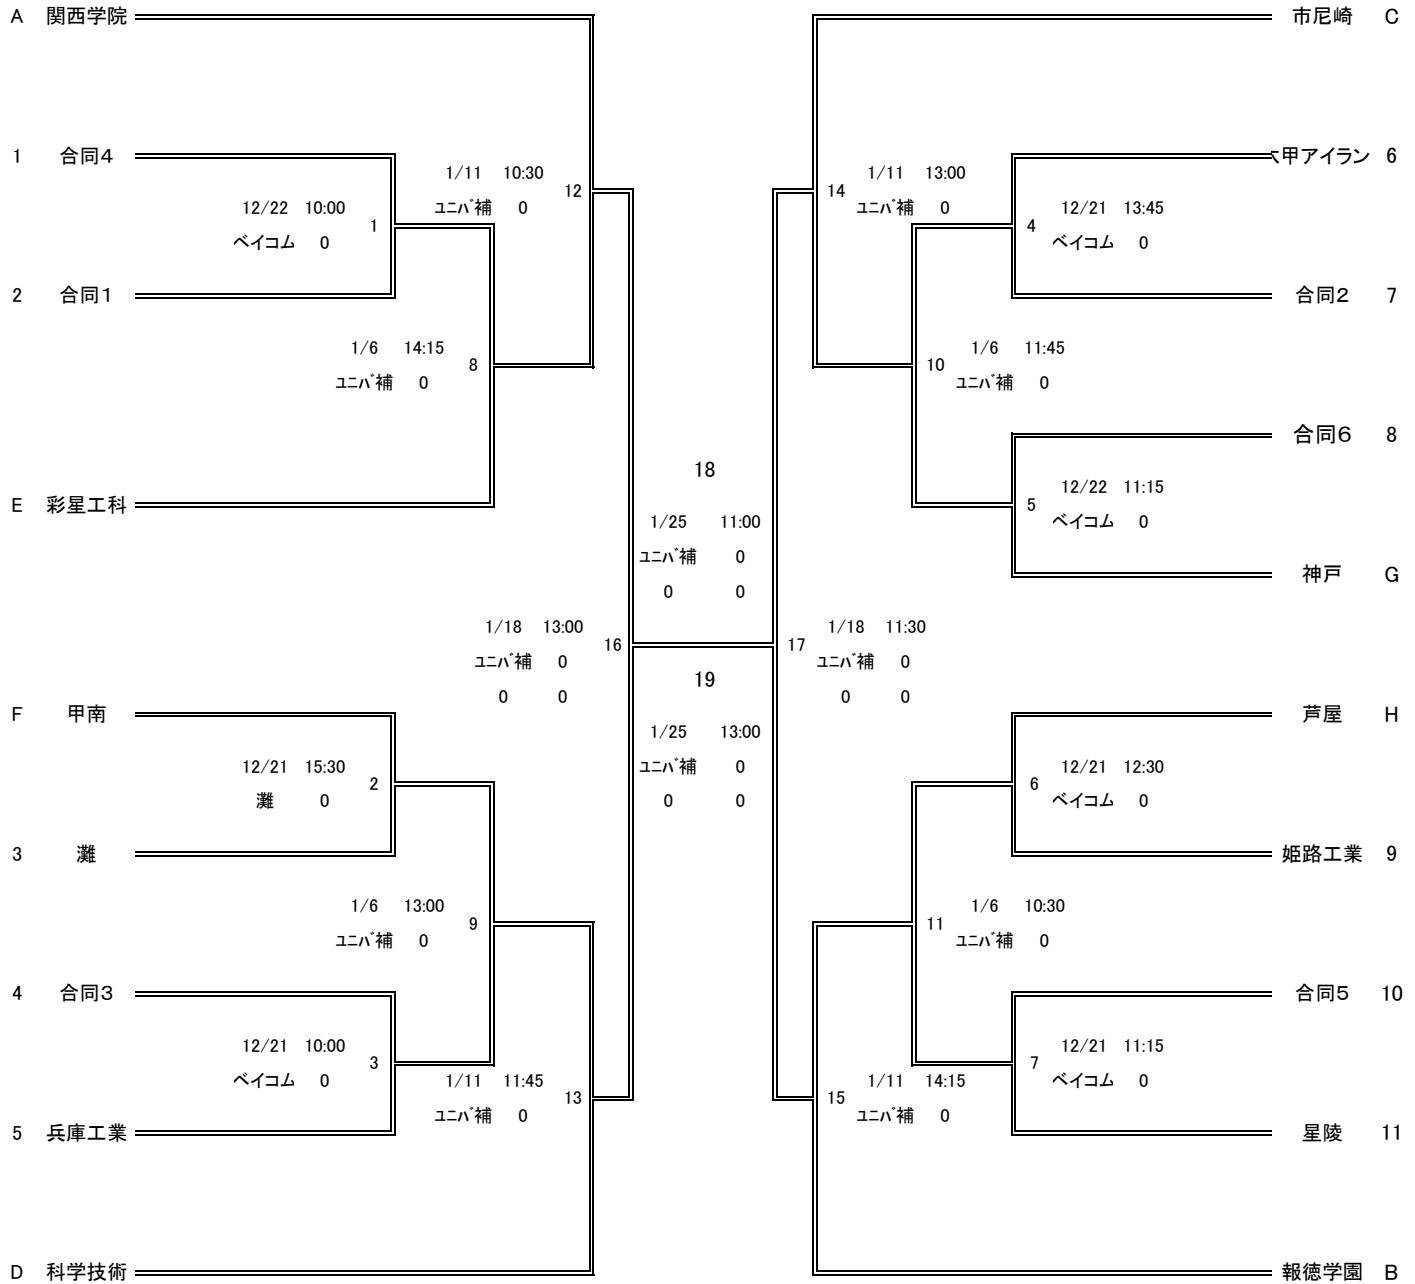 A 関西学院 市尼崎 C
1 合同4 六甲アイラン 6
1/11 10:30 12 14 1/11 13:00
ユニバ補 0 ユニバ補 0
12/22 10:00 1 4 12/21 13:45
ベイコム 0 ベイコム 0
2 合同1 合同2 7
1/6 14:15 8 10 1/6 11:45
ユニバ補 0 ユニバ補 0
合同6 8
18
E 彩星工科 5 12/22 11:15
ベイコム 0
1/25 11:00
ユニバ補 0
0 0
神戸 G
1/18 13:00 16 17 1/18 11:30
ユニバ補 0 ユニバ補 0
0 0 0 0
19
F 甲南 芦屋 H
1/25 13:00
ユニバ補 0
0 0
12/21 15:30 2 6 12/21 12:30
灘 0 ベイコム 0
3 灘 姫路工業 9
1/6 13:00 9 11 1/6 10:30
ユニバ補 0 ユニバ補 0
4 合同3 合同5 10
12/21 10:00 3 7 12/21 11:15
ベイコム 0 ベイコム 0
1/11 11:45 13 15 1/11 14:15
ユニバ補 0 ユニバ補 0
5 兵庫工業 星陵 11
D 科学技術 報徳学園 B